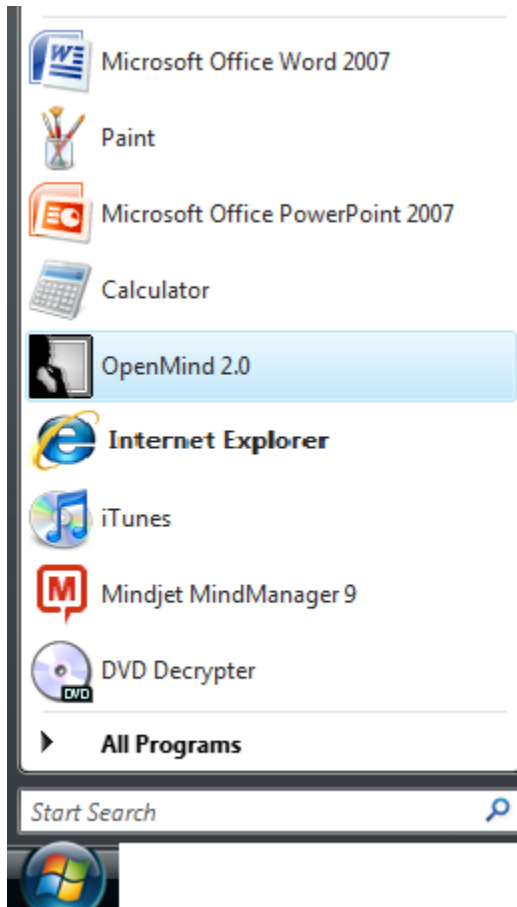 Microsoft Office Word 2007
Paint
Microsoft Office PowerPoint 2007
Calculator
OpenMind 2.0
Internet Explorer
iTunes
Mindjet MindManager 9
DVD Decrypter
DVD
All Programs
Start Search